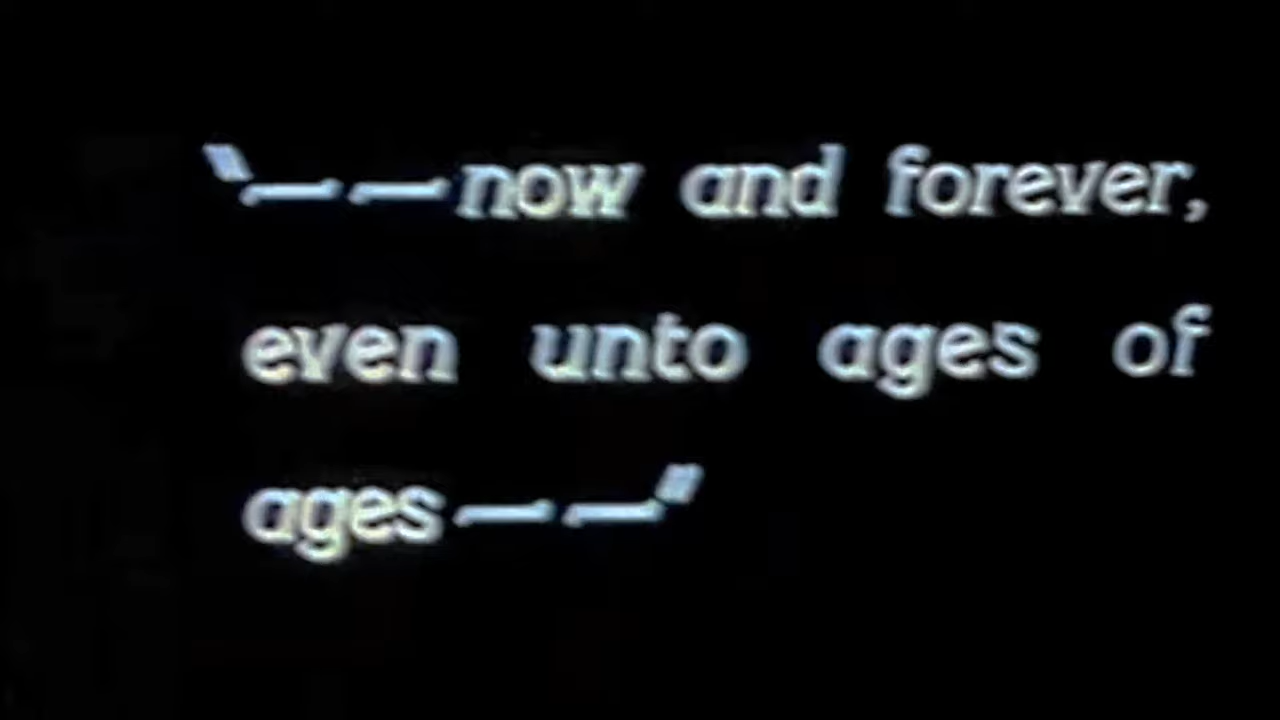 "——now and forever,
even unto ages of
ages——"